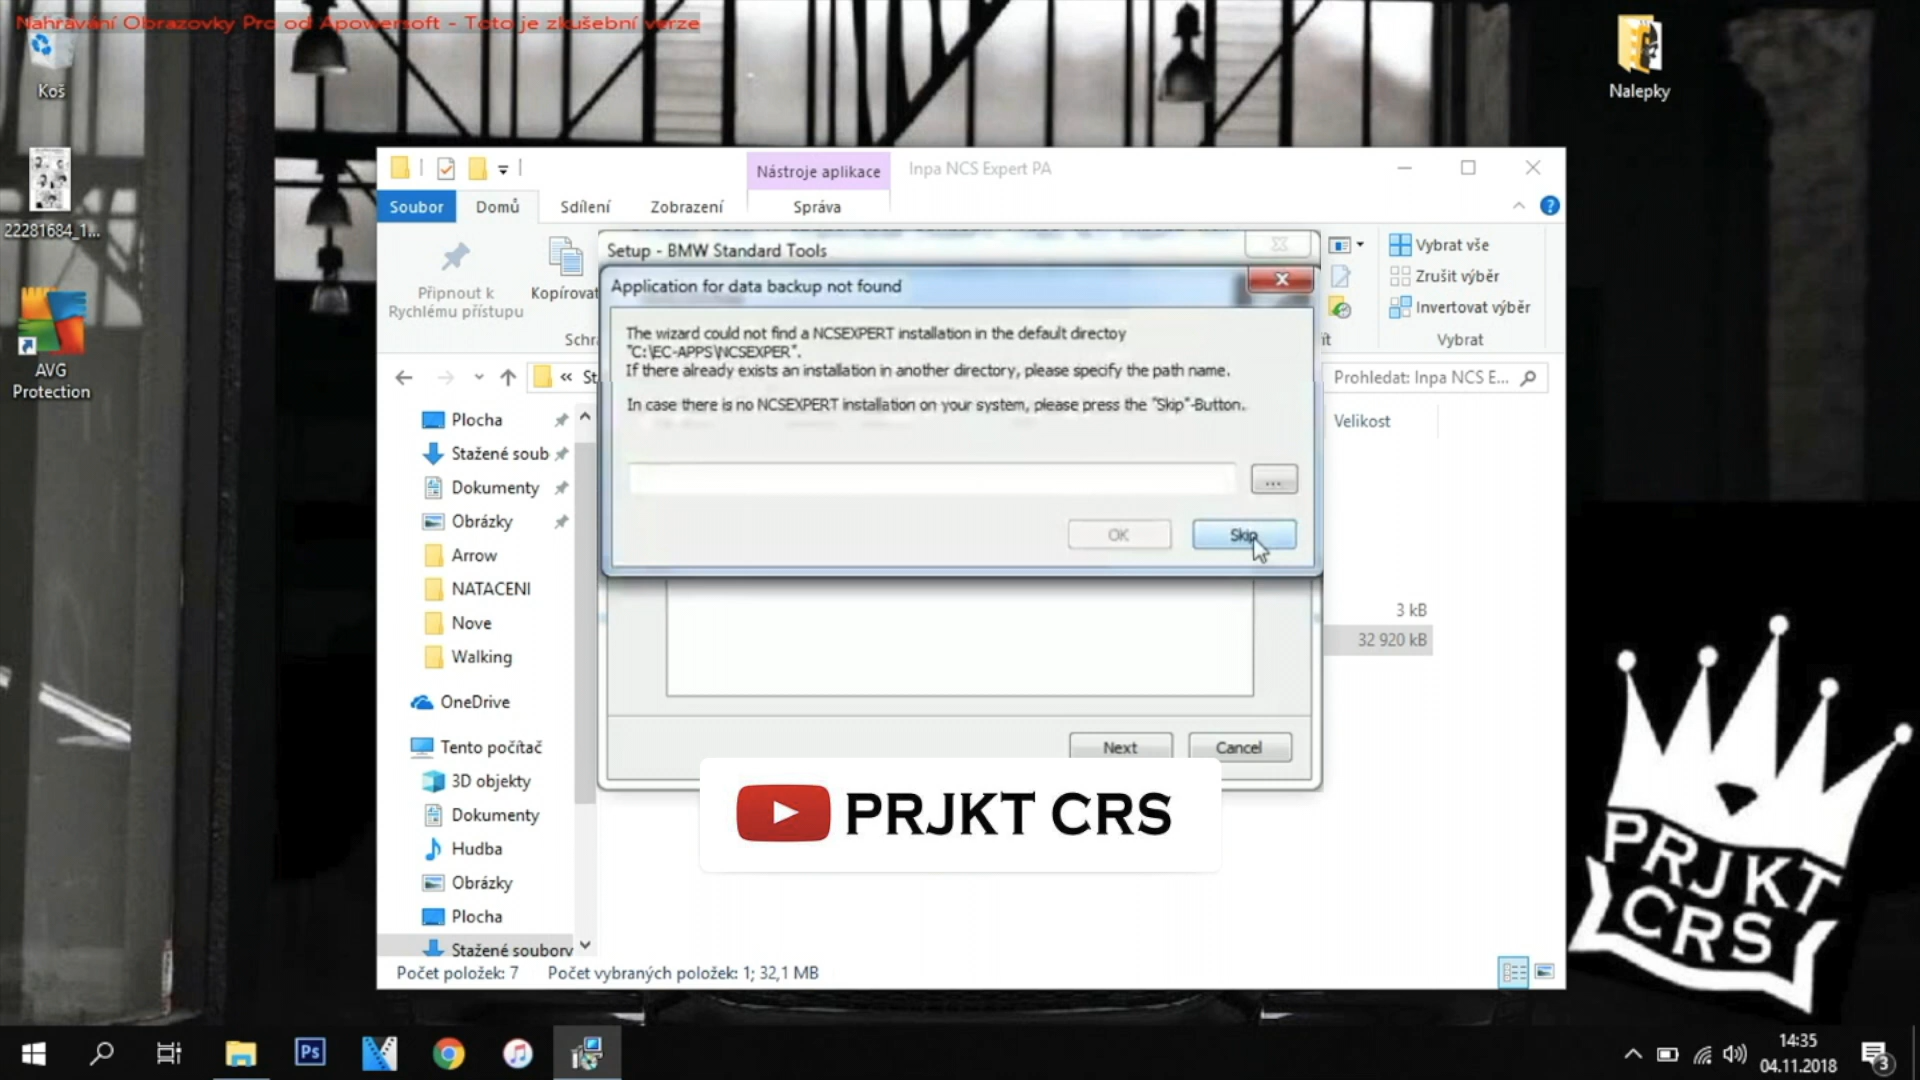 Nahrávání Obrazovky Pro od Apowersoft - Toto je zkušební verze
Koš
22281684_1...
AVG
Protection
Nalepky
Nástroje aplikace
Inpa NCS Expert PA
Soubor
Domů
Sdílení
Zobrazení
Správa
Připnout k
Rychlému přístupu
Kopírovat
Schr
Vybrat vše
Zrušit výběr
Invertovat výběr
Vybrat
« St
Prohledat: Inpa NCS E...
Velikost
3 kB
32 920 kB
Setup - BMW Standard Tools
Application for data backup not found
The wizard could not find a NCSEXPERT installation in the default directoy
"C:\EC-APPS\NCSEXPER".
If there already exists an installation in another directory, please specify the path name.
In case there is no NCSEXPERT installation on your system, please press the "Skip"-Button.
...
OK
Skip
Next
Cancel
Plocha
Stažené soub
Dokumenty
Obrázky
Arrow
NATACENI
Nove
Walking
OneDrive
Tento počítač
3D objekty
Dokumenty
Hudba
Obrázky
Plocha
Stažené soubory
Počet položek: 7
Počet vybraných položek: 1; 32,1 MB
PRJKT CRS
PRJKT
CRS
Ps
14:35
04.11.2018
3